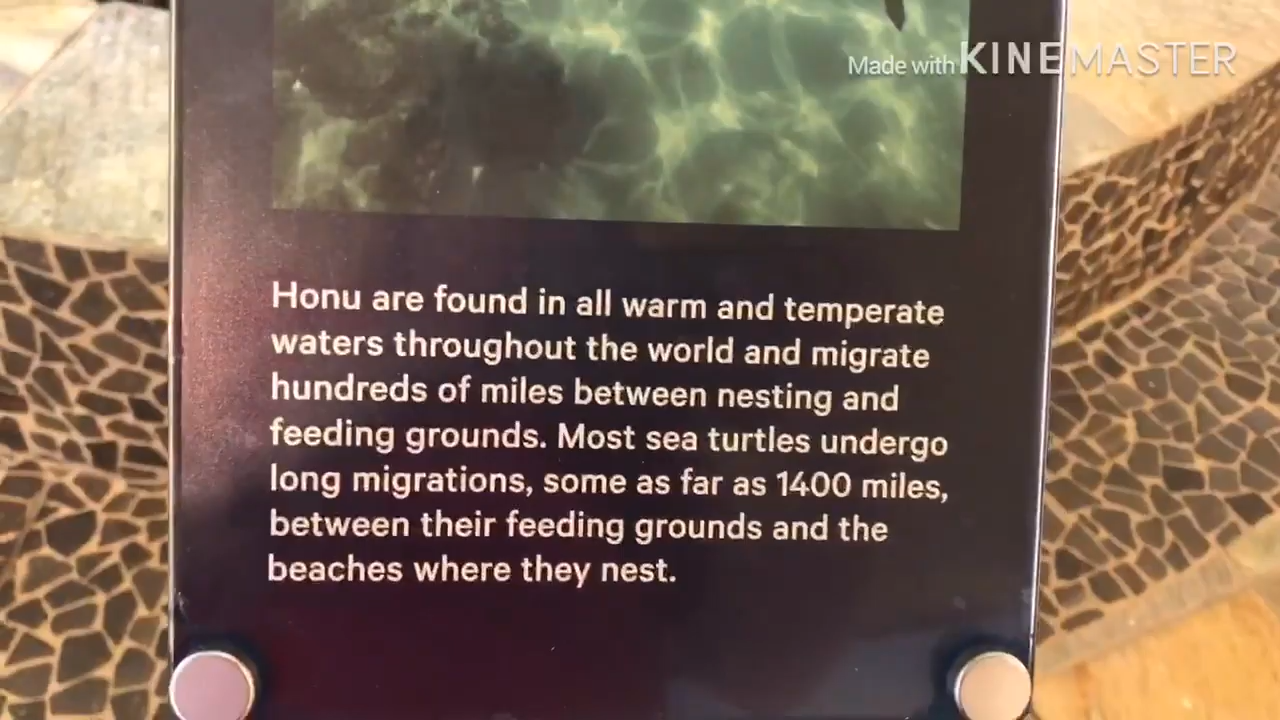 Made with KINEMASTER
Honu are found in all warm and temperate
waters throughout the world and migrate
hundreds of miles between nesting and
feeding grounds. Most sea turtles undergo
long migrations, some as far as 1400 miles,
between their feeding grounds and the
beaches where they nest.